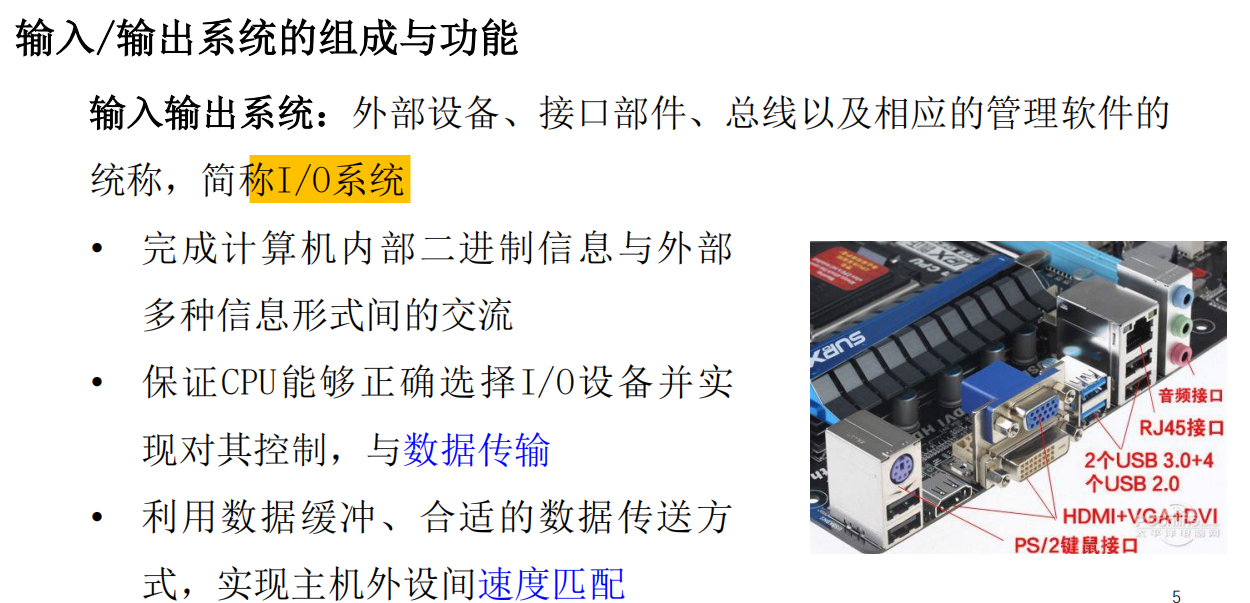 输入/输出系统的组成与功能
输入输出系统：外部设备、接口部件、总线以及相应的管理软件的
统称，简称I/O系统
• 完成计算机内部二进制信息与外部
多种信息形式间的交流
• 保证CPU能够正确选择I/O设备并实
现对其控制，与数据传输
• 利用数据缓冲、合适的数据传送方
式，实现主机外设间速度匹配
音频接口
RJ45接口
2个USB 3.0+4
个USB 2.0
HDMI+VGA+DVI
PS/2键鼠接口
太平洋电脑网
5